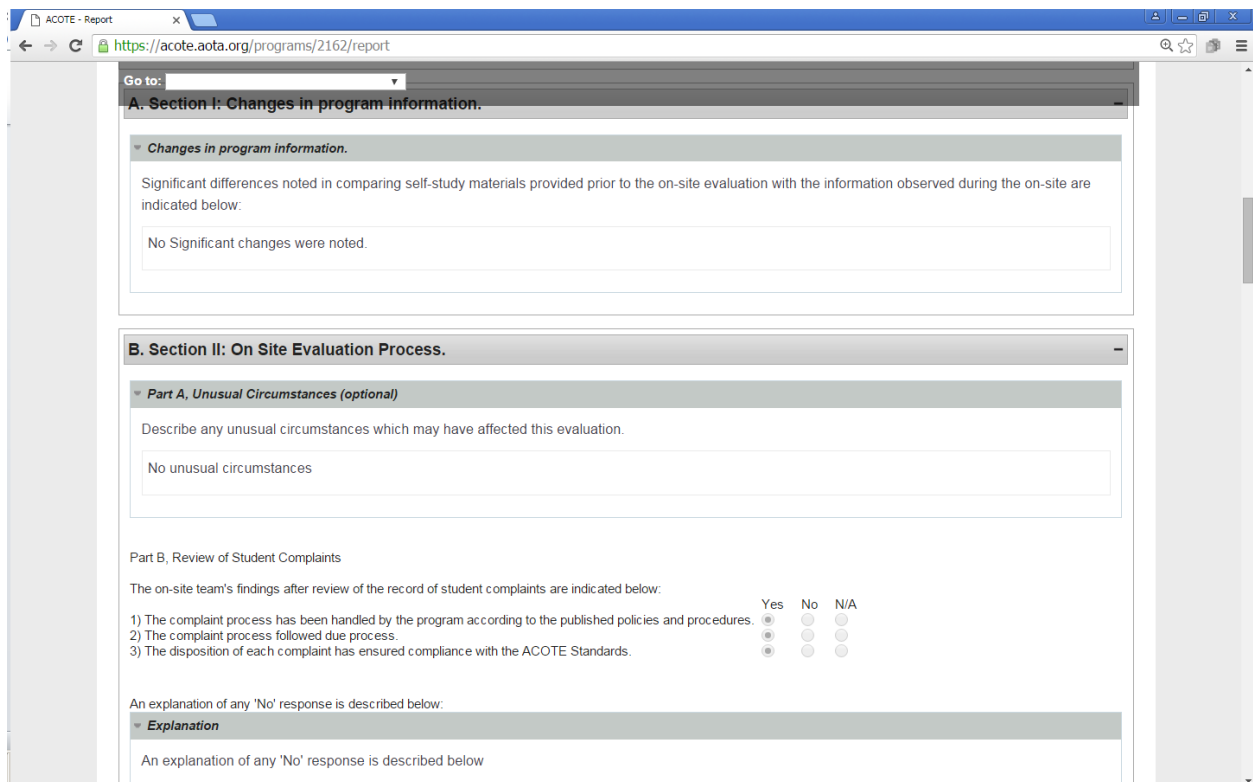 ACOTE - Report
https://acote.aota.org/programs/2162/report
Go to:
A. Section I: Changes in program information.
Changes in program information.
Significant differences noted in comparing self-study materials provided prior to the on-site evaluation with the information observed during the on-site are
indicated below:
No Significant changes were noted.
B. Section II: On Site Evaluation Process.
Part A, Unusual Circumstances (optional)
Describe any unusual circumstances which may have affected this evaluation.
No unusual circumstances
Part B, Review of Student Complaints
The on-site team's findings after review of the record of student complaints are indicated below:
Yes No N/A
1) The complaint process has been handled by the program according to the published policies and procedures.
2) The complaint process followed due process.
3) The disposition of each complaint has ensured compliance with the ACOTE Standards.
An explanation of any 'No' response is described below:
Explanation
An explanation of any 'No' response is described below